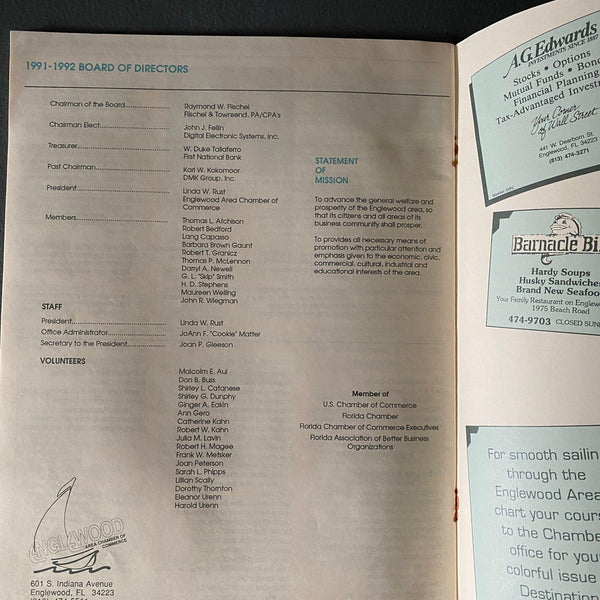 1991-1992 BOARD OF DIRECTORS
Chairman of the Board.................... Raymond W. Fischel
Fischel & Townsend, PA/CPA's
Chairman Elect.................... John J. Fellin
Digital Electronic Systems, Inc.
Treasurer.................... W. Duke Taliaferro
First National Bank
Past Chairman.................... Karl W. Kokomoor
DMK Group, Inc.
President.................... Linda W. Rust
Englewood Area Chamber of
Commerce
Members.................... Thomas L. Atchison
Robert Bedford
Lang Capasso
Barbara Brown Gaunt
Robert T. Granicz
Thomas P. McLennon
Darryl A. Newell
G. L. "Skip" Smith
H. D. Stephens
Maureen Welling
John R. Wiegman
STAFF
President.................... Linda W. Rust
Office Administrator.................... JoAnn F. "Cookie" Matter
Secretary to the President.................... Joan P. Gleeson
VOLUNTEERS
Malcolm E. Aul
Don B. Buss
Shirley L. Catanese
Shirley G. Dunphy
Ginger A. Eakin
Ann Gero
Catherine Kahn
Robert W. Kahn
Julia M. Lavin
Robert H. Magee
Frank W. Metsker
Joan Peterson
Sarah L. Phipps
Lillian Scally
Dorothy Thornton
Eleanor Urenn
Harold Urenn
STATEMENT
OF
MISSION
To advance the general welfare and
prosperity of the Englewood area, so
that its citizens and all areas of its
business community shall prosper.
To provide all necessary means of
promotion with particular attention and
emphasis given to the economic, civic,
commercial, cultural, industrial and
educational interests of the area.
Member of
U.S. Chamber of Commerce
Florida Chamber
Florida Chamber of Commerce Executives
Florida Association of Better Business
Organizations
ENGLEWOOD
AREA CHAMBER OF
COMMERCE
601 S. Indiana Avenue
Englewood, FL 34223
A.G. Edwards
INVESTMENTS SINCE 1887
Stocks • Options
Mutual Funds • Bon
Financial Planning
Tax-Advantaged Invest
Your Corner
of Wall Street
441 W. Dearborn St.
Englewood, FL 34223
(813) 474-3271
Barnacle Bi
Hardy Soups
Husky Sandwiche
Brand New Seafoo
Your Family Restaurant on Englew
1975 Beach Road
474-9703 CLOSED SUN
For smooth sailin
through the
Englewood Area
chart your cours
to the Chambe
office for your
colorful issue
Destination